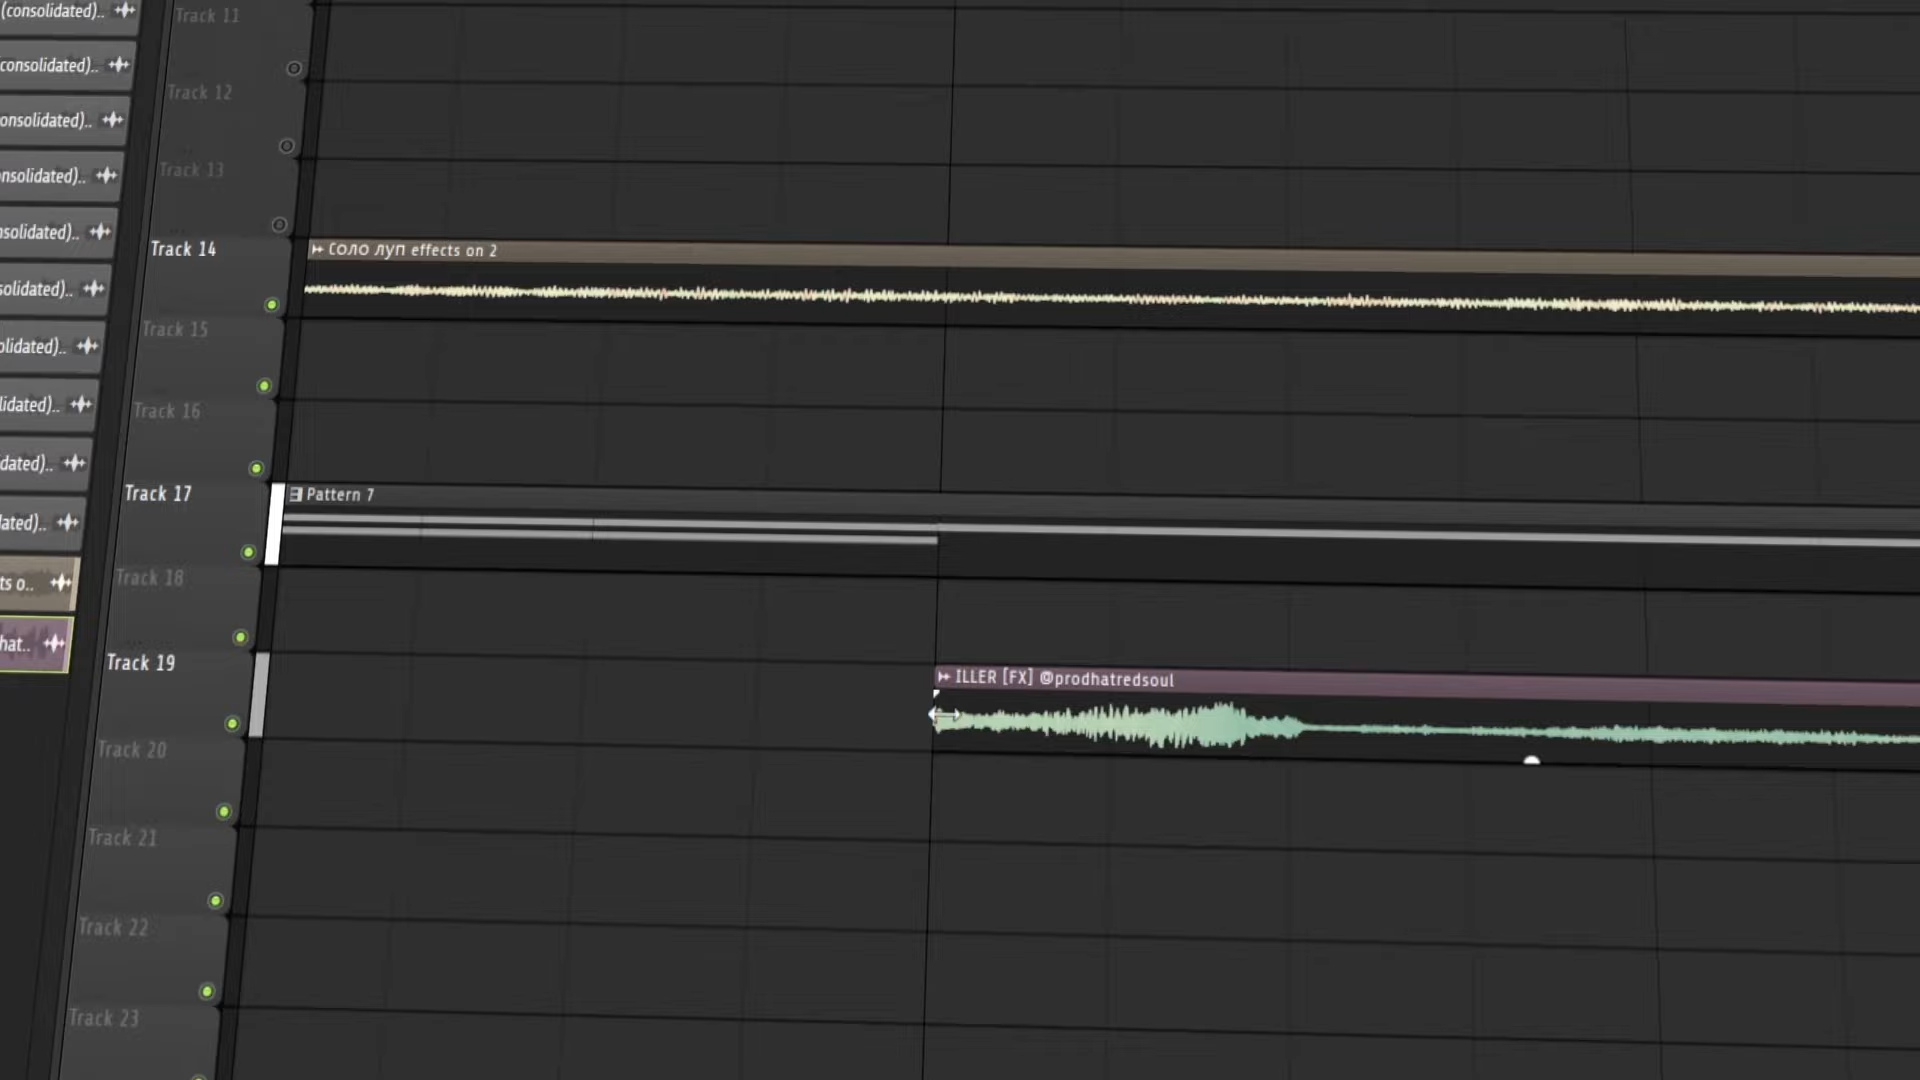 (consolidated)..
consolidated)..
onsolidated)..
nsolidated)..
nsolidated)..
solidated)..
olidated)..
lidated)..
dated)..
lated)..
ts o..
hat..
Track 11
Track 12
Track 13
Track 14
Track 15
Track 16
Track 17
Track 18
Track 19
Track 20
Track 21
Track 22
Track 23
Соло луп effects on 2
Pattern 7
ILLER [FX] @prodhatredsoul